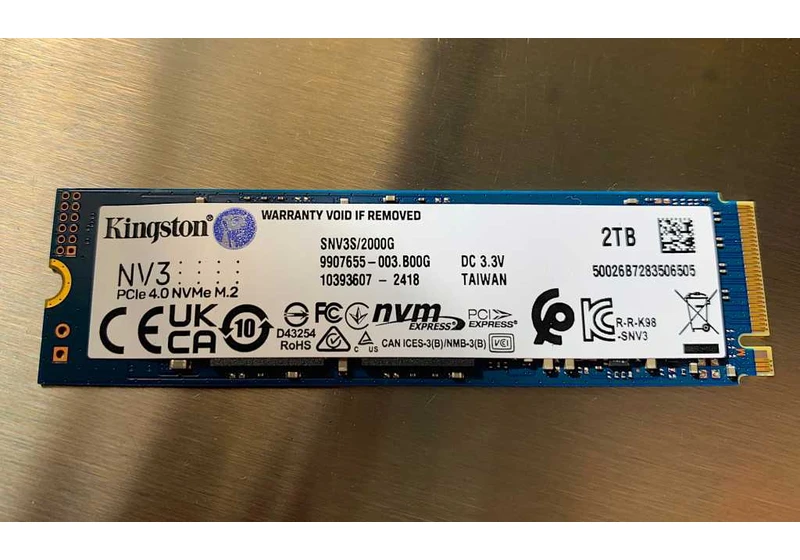 Kingston
WARRANTY VOID IF REMOVED
SNV3S/2000G
9907655-003.B00G DC 3.3V
10393607 - 2418 TAIWAN
2TB
50026B7283506505
NV3
PCIe 4.0 NVMe M.2
CE
UK
CA
10
D43254
RoHS
FC
nvm
EXPRESS
PCI
EXPRESS
c US
CAN ICES-3(B)/NMB-3(B)
VCI
R-R-K98
-SNV3